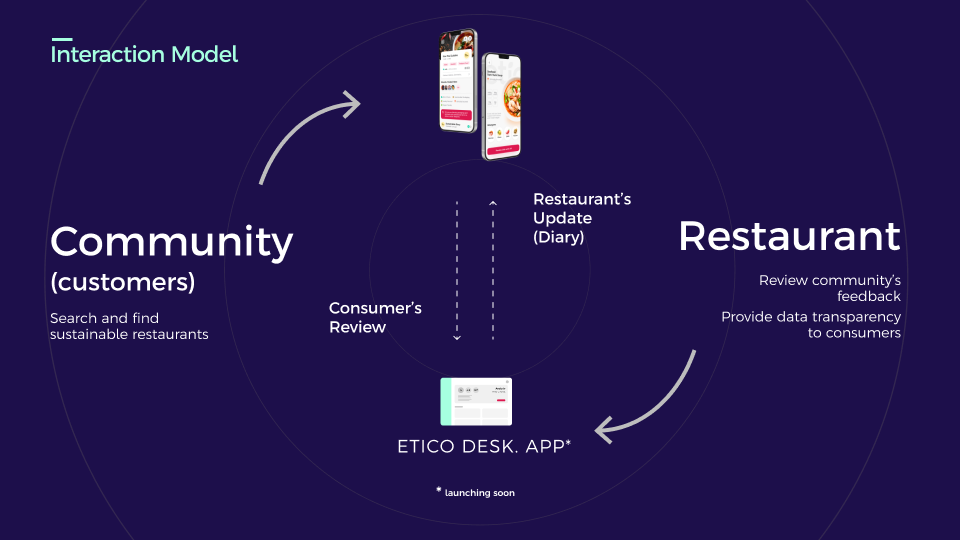 Interaction Model
Restaurant's
Update
(Diary)
Community
(customers)
Search and find
sustainable restaurants
Restaurant
Review community's
feedback
Provide data transparency
to consumers
Consumer's
Review
ETICO DESK. APP*
* launching soon